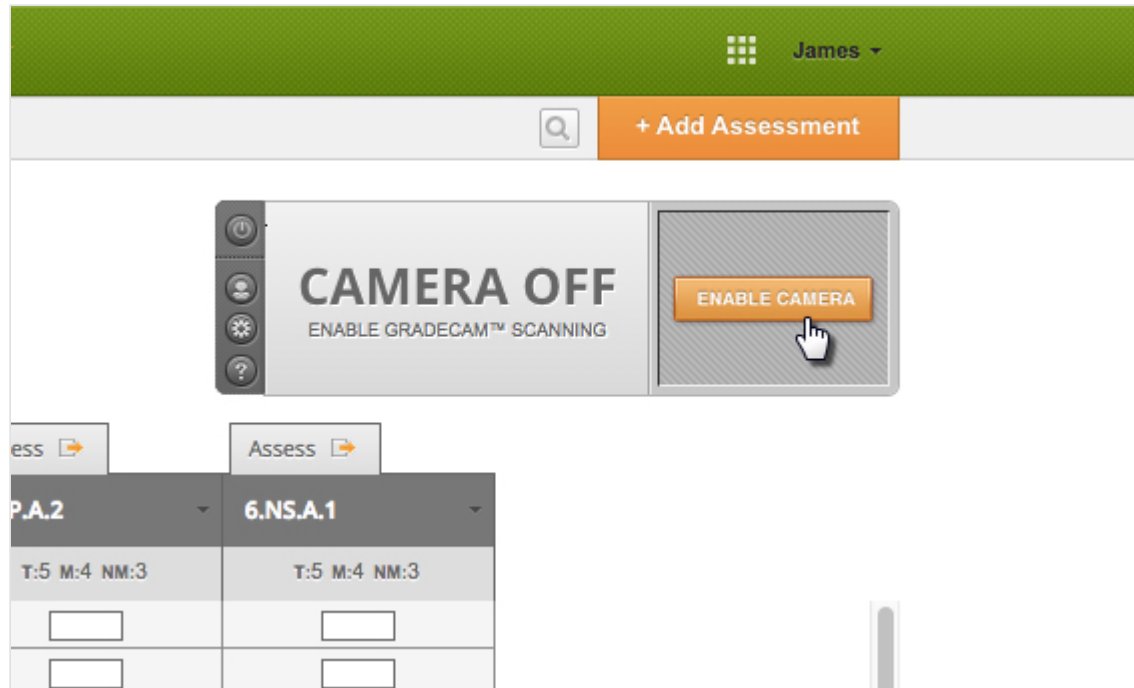 James
+ Add Assessment
CAMERA OFF
ENABLE GRADECAM™ SCANNING
ENABLE CAMERA
?
ess
Assess
P.A.2
6.NS.A.1
T:5 M:4 NM:3
T:5 M:4 NM:3